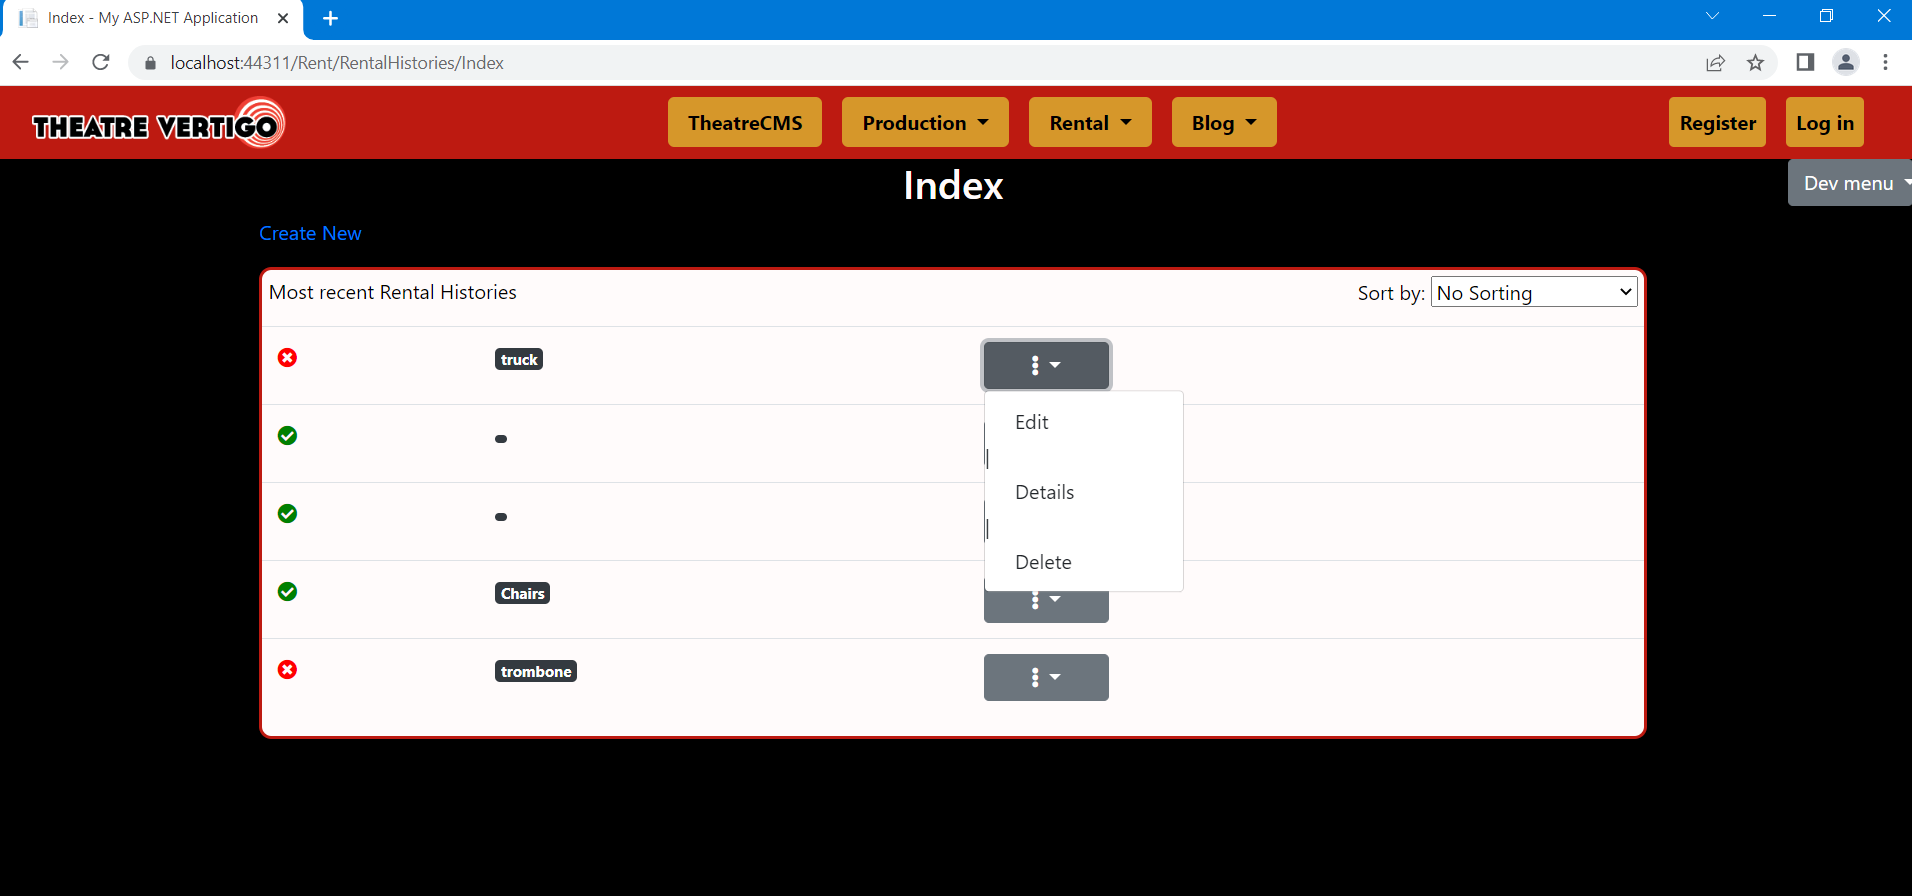 Index - My ASP.NET Application
localhost:44311/Rent/RentalHistories/Index
THEATRE VERTIGO
TheatreCMS
Production
Rental
Blog
Register
Log in
Index
Dev menu
Create New
Most recent Rental Histories
Sort by: No Sorting
truck
Edit
|
Details
|
Delete
Chairs
trombone